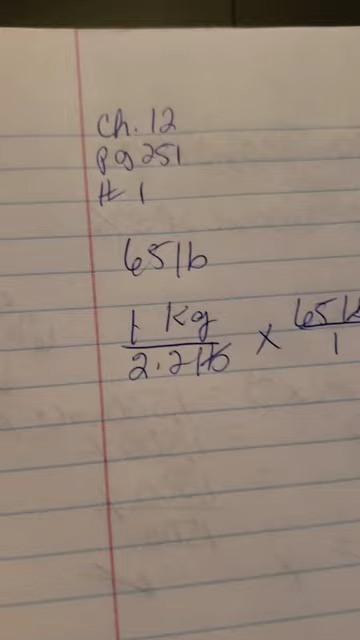 Ch. 12
pg 251
# 1
65 lb
1 Kg / 2.2 lb × 65 lb / 1